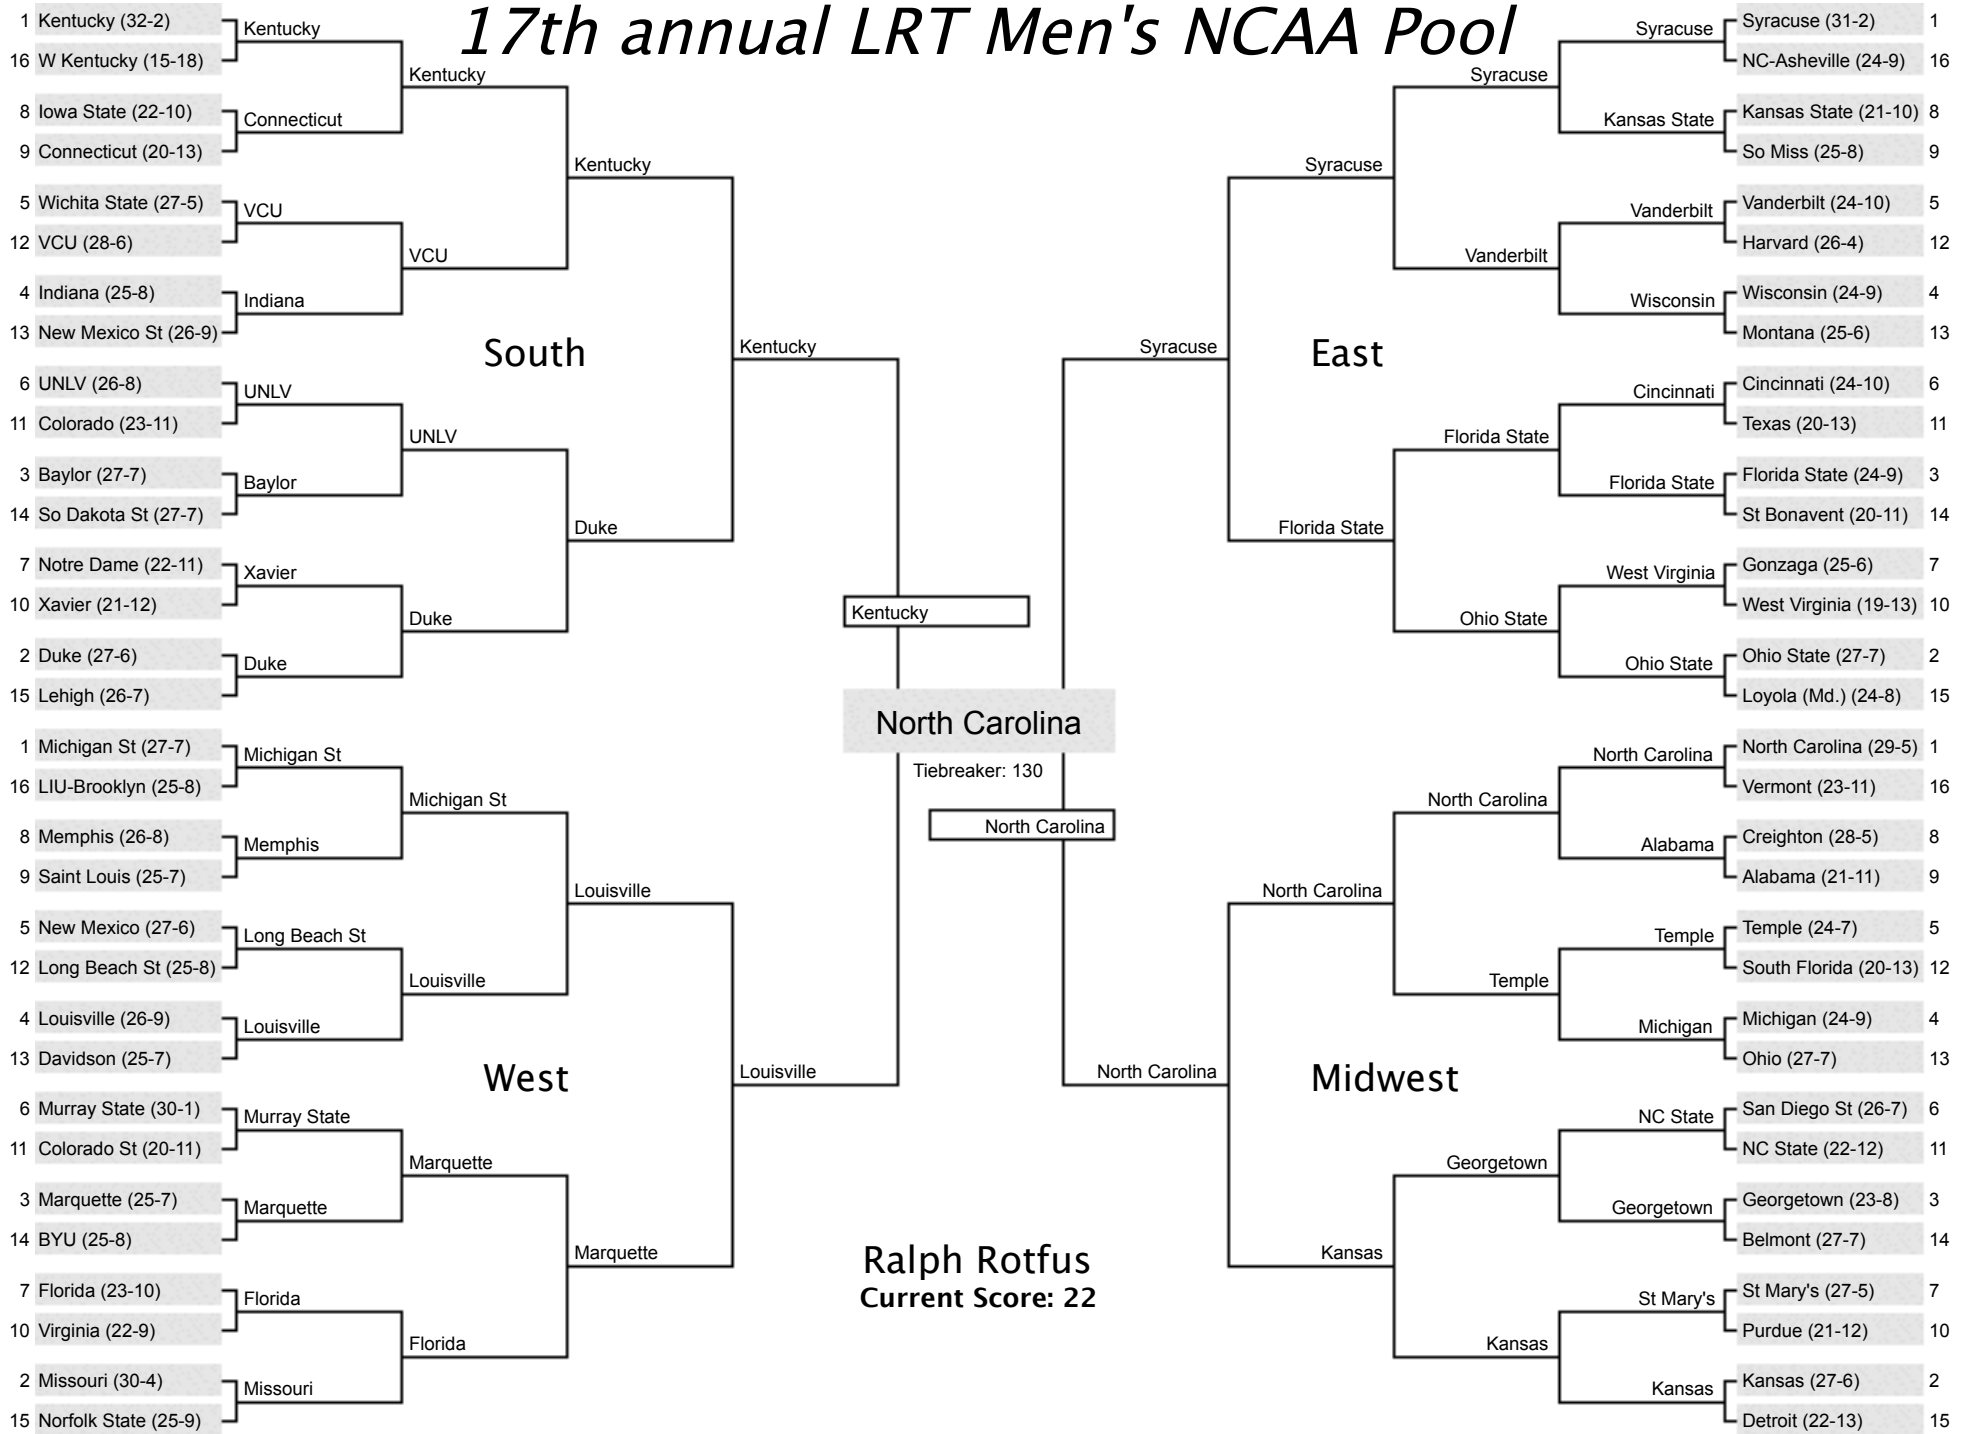 17th annual LRT Men's NCAA Pool
1 Kentucky (32-2)
16 W Kentucky (15-18)
8 Iowa State (22-10)
9 Connecticut (20-13)
5 Wichita State (27-5)
12 VCU (28-6)
4 Indiana (25-8)
13 New Mexico St (26-9)
6 UNLV (26-8)
11 Colorado (23-11)
3 Baylor (27-7)
14 So Dakota St (27-7)
7 Notre Dame (22-11)
10 Xavier (21-12)
2 Duke (27-6)
15 Lehigh (26-7)
Kentucky
Connecticut
VCU
Indiana
UNLV
Baylor
Xavier
Duke
Kentucky
VCU
UNLV
Duke
Kentucky
Duke
Kentucky
South
1 Michigan St (27-7)
16 LIU-Brooklyn (25-8)
8 Memphis (26-8)
9 Saint Louis (25-7)
5 New Mexico (27-6)
12 Long Beach St (25-8)
4 Louisville (26-9)
13 Davidson (25-7)
6 Murray State (30-1)
11 Colorado St (20-11)
3 Marquette (25-7)
14 BYU (25-8)
7 Florida (23-10)
10 Virginia (22-9)
2 Missouri (30-4)
15 Norfolk State (25-9)
Michigan St
Memphis
Long Beach St
Louisville
Murray State
Marquette
Florida
Missouri
Michigan St
Louisville
Marquette
Florida
Louisville
Marquette
Louisville
West
Kentucky
North Carolina
Tiebreaker: 130
North Carolina
Ralph Rotfus
Current Score: 22
Syracuse (31-2) 1
NC-Asheville (24-9) 16
Kansas State (21-10) 8
So Miss (25-8) 9
Vanderbilt (24-10) 5
Harvard (26-4) 12
Wisconsin (24-9) 4
Montana (25-6) 13
Cincinnati (24-10) 6
Texas (20-13) 11
Florida State (24-9) 3
St Bonavent (20-11) 14
Gonzaga (25-6) 7
West Virginia (19-13) 10
Ohio State (27-7) 2
Loyola (Md.) (24-8) 15
Syracuse
Kansas State
Vanderbilt
Wisconsin
Cincinnati
Florida State
West Virginia
Ohio State
Syracuse
Vanderbilt
Florida State
Ohio State
Syracuse
Florida State
Syracuse
East
North Carolina (29-5) 1
Vermont (23-11) 16
Creighton (28-5) 8
Alabama (21-11) 9
Temple (24-7) 5
South Florida (20-13) 12
Michigan (24-9) 4
Ohio (27-7) 13
San Diego St (26-7) 6
NC State (22-12) 11
Georgetown (23-8) 3
Belmont (27-7) 14
St Mary's (27-5) 7
Purdue (21-12) 10
Kansas (27-6) 2
Detroit (22-13) 15
North Carolina
Alabama
Temple
Michigan
NC State
Georgetown
St Mary's
Kansas
North Carolina
Temple
Georgetown
Kansas
North Carolina
Kansas
North Carolina
Midwest